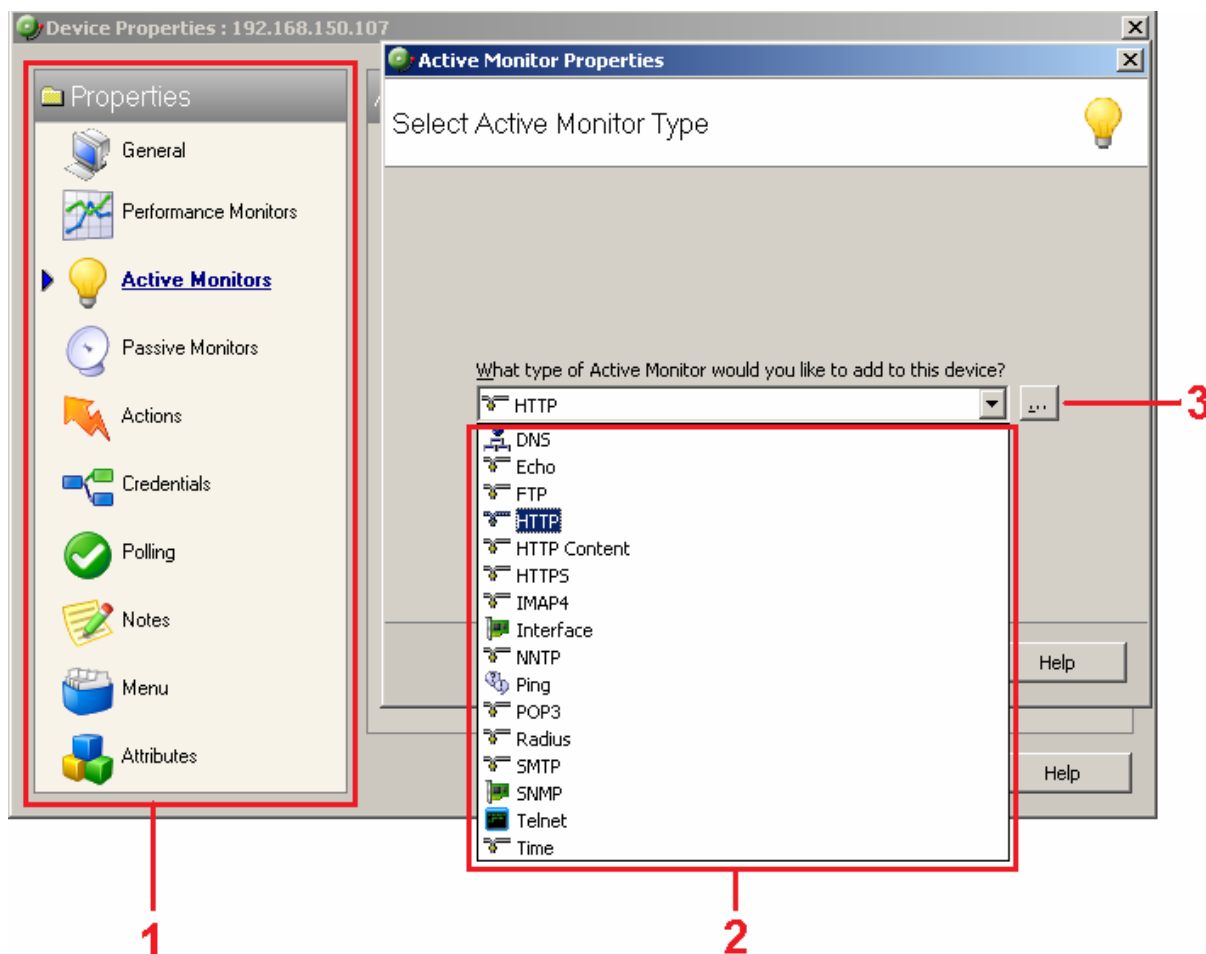 Device Properties : 192.168.150.107
Active Monitor Properties
Properties
Select Active Monitor Type
General
Performance Monitors
Active Monitors
Passive Monitors
Actions
Credentials
Polling
Notes
Menu
Attributes
What type of Active Monitor would you like to add to this device?
HTTP
...
3
DNS
Echo
FTP
HTTP
HTTP Content
HTTPS
IMAP4
Interface
NNTP
Ping
POP3
Radius
SMTP
SNMP
Telnet
Time
Help
Help
1
2